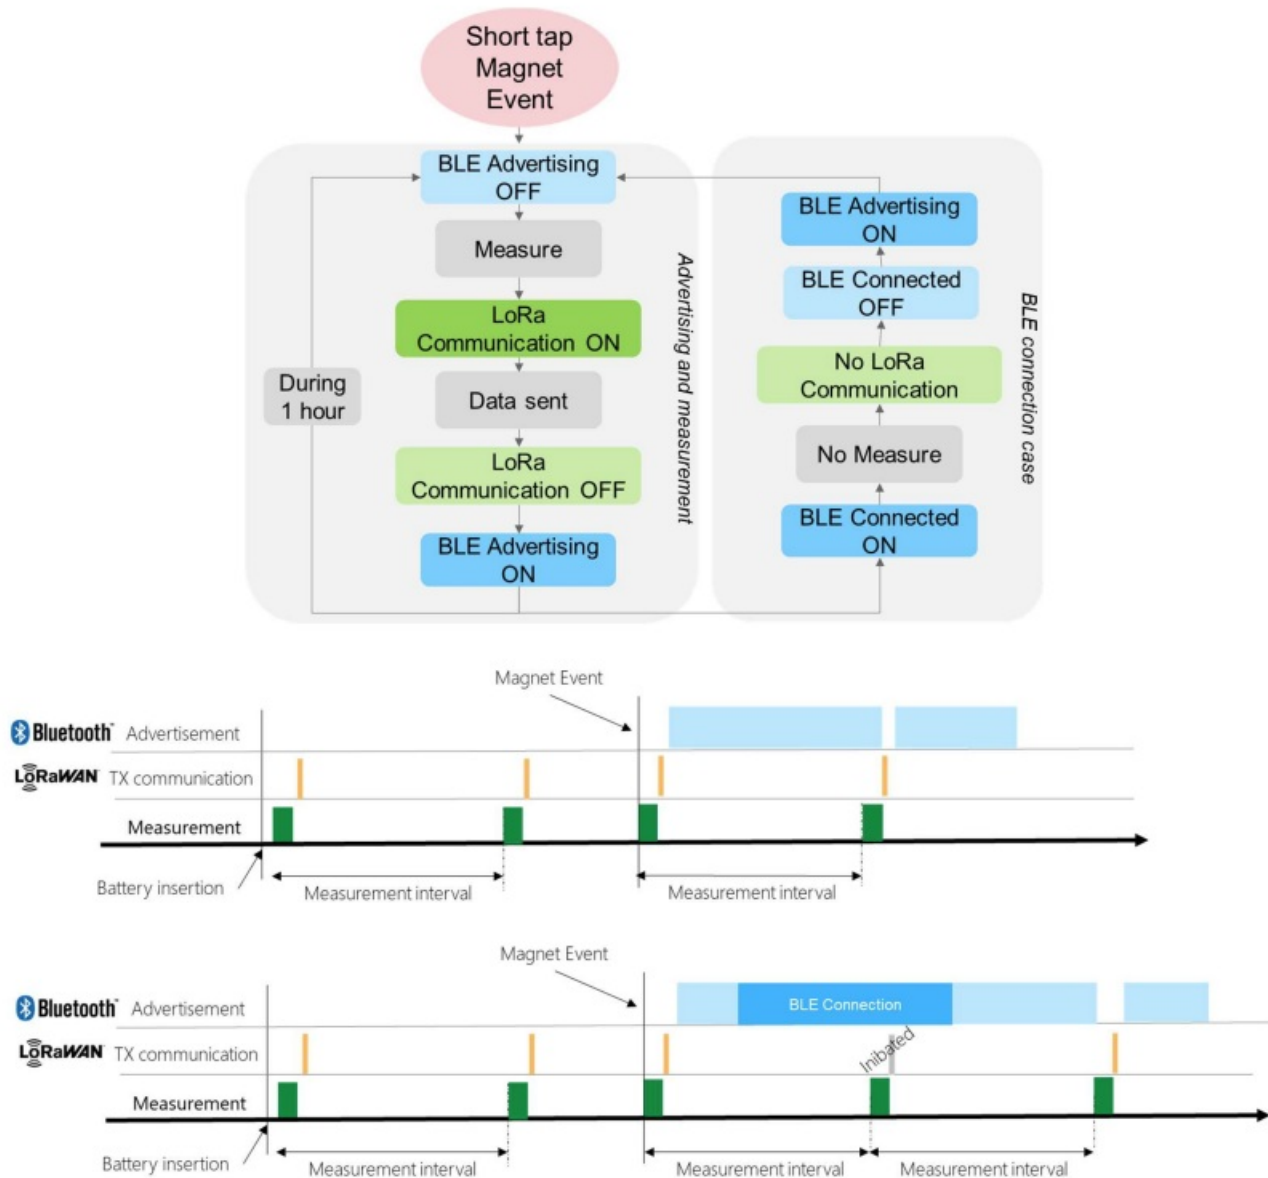 Short tap
Magnet
Event
BLE Advertising
OFF
Measure
LoRa
Communication ON
Data sent
LoRa
Communication OFF
BLE Advertising
ON
During
1 hour
Advertising and measurement
BLE Advertising
ON
BLE Connected
OFF
No LoRa
Communication
No Measure
BLE Connected
ON
BLE connection case
Magnet Event
Bluetooth™ Advertisement
LoRaWAN TX communication
Measurement
Battery insertion
Measurement interval
Measurement interval
Magnet Event
Bluetooth™ Advertisement
BLE Connection
LoRaWAN TX communication
Inibated
Measurement
Battery insertion
Measurement interval
Measurement interval
Measurement interval